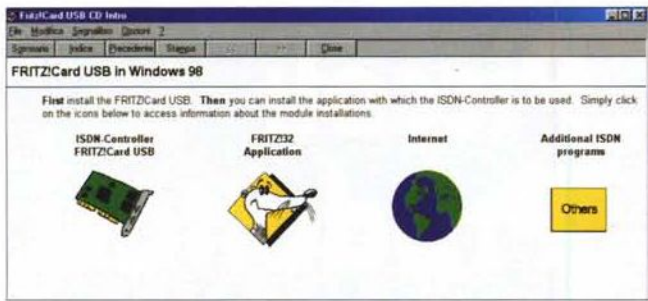 Fritz!Card USB CD Intro
File Modifica Segnalibro Opzioni ?
Sommario Indice Precedente Stampa << >> Close
FRITZ!Card USB in Windows 98
First install the FRITZ!Card USB. Then you can install the application with which the ISDN-Controller is to be used. Simply click
on the icons below to access information about the module installations.
ISDN-Controller
FRITZ!Card USB
FRITZ!32
Application
Internet
Additional ISDN
programs
Others